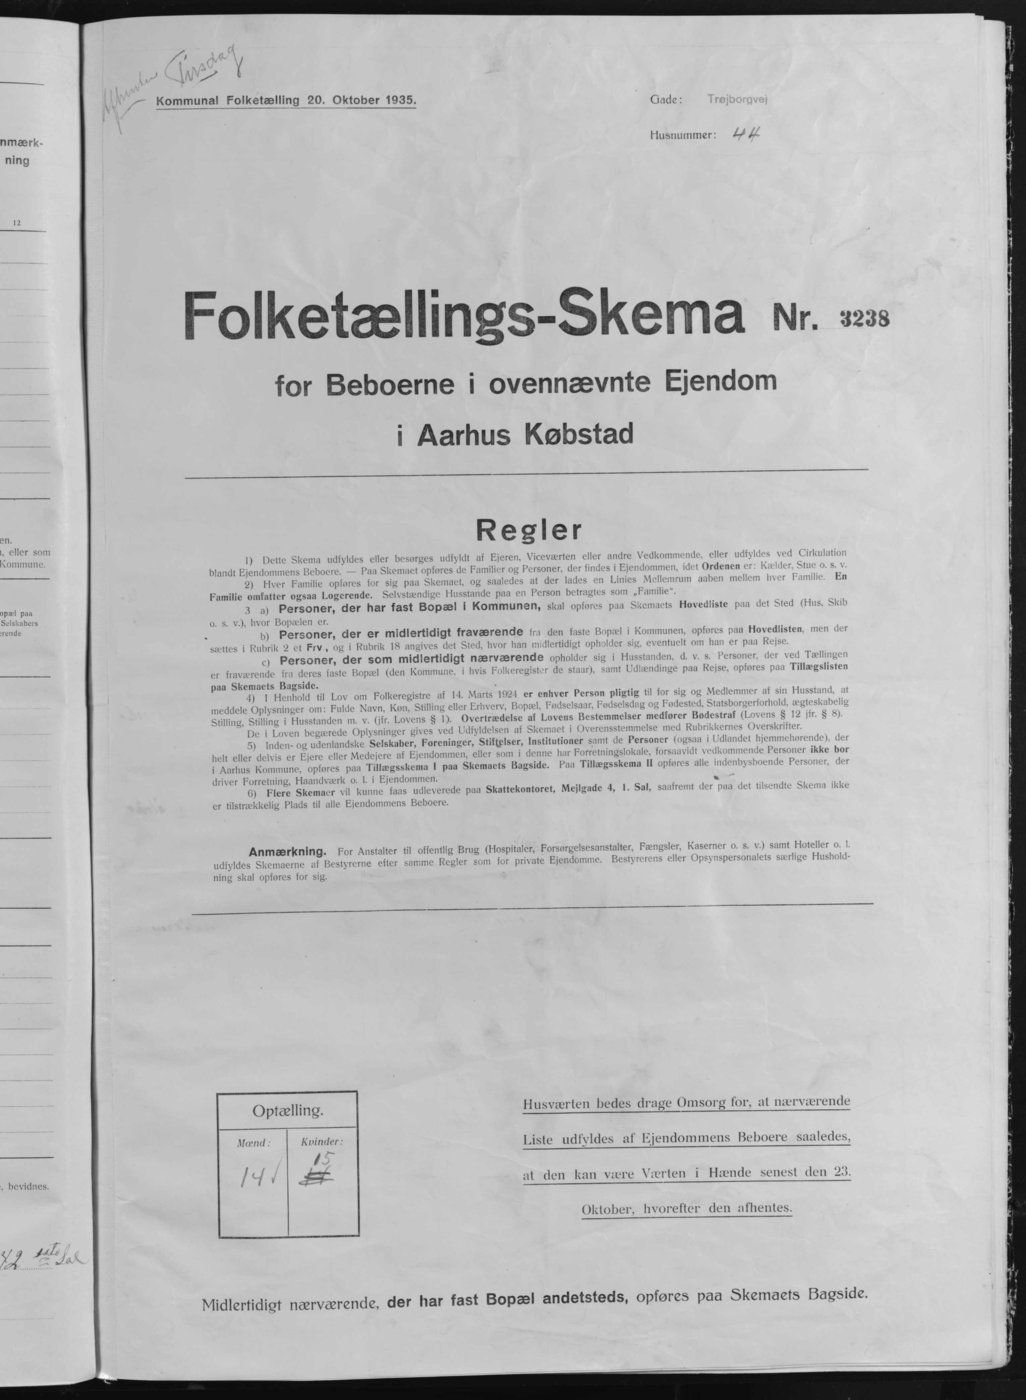 Afhentes Tirsdag
Kommunal Folketælling 20. Oktober 1935.
Gade: Trøjborgvej
Husnummer: 44
nmærk-
ning
12
Folketællings-Skema Nr. 3238
for Beboerne i ovennævnte Ejendom
i Aarhus Købstad
en.
, eller som
Kommune.
opæl paa
Selskabers
erende
Regler
1) Dette Skema udfyldes eller besørges udfyldt af Ejeren, Viceværten eller andre Vedkommende, eller udfyldes ved Cirkulation
blandt Ejendommens Beboere. — Paa Skemaet opføres de Familier og Personer, der findes i Ejendommen, idet Ordenen er: Kælder, Stue o. s. v.
2) Hver Familie opføres for sig paa Skemaet, og saaledes at der lades en Linies Mellemrum aaben mellem hver Familie. En
Familie omfatter ogsaa Logerende. Selvstændige Husstande paa en Person betragtes som „Familie“.
3 a) Personer, der har fast Bopæl i Kommunen, skal opføres paa Skemaets Hovedliste paa det Sted (Hus, Skib
o. s. v.), hvor Bopælen er.
b) Personer, der er midlertidigt fraværende fra den faste Bopæl i Kommunen, opføres paa Hovedlisten, men der
sættes i Rubrik 2 et Frv., og i Rubrik 18 angives det Sted, hvor han midlertidigt opholder sig, eventuelt om han er paa Rejse.
c) Personer, der som midlertidigt nærværende opholder sig i Husstanden, d. v. s. Personer, der ved Tællingen
er fraværende fra deres faste Bopæl (den Kommune, i hvis Folkeregister de staar), samt Udlændinge paa Rejse, opføres paa Tillægslisten
paa Skemaets Bagside.
4) I Henhold til Lov om Folkeregistre af 14. Marts 1924 er enhver Person pligtig til for sig og Medlemmer af sin Husstand, at
meddele Oplysninger om: Fulde Navn, Køn, Stilling eller Erhverv, Bopæl, Fødselsaar, Fødselsdag og Fødested, Statsborgerforhold, ægteskabelig
Stilling, Stilling i Husstanden m. v. (jfr. Lovens § 1). Overtrædelse af Lovens Bestemmelser medfører Bødestraf (Lovens § 12 jfr. § 8).
De i Loven begærede Oplysninger gives ved Udfyldelsen af Skemaet i Overensstemmelse med Rubrikkernes Overskrifter.
5) Inden- og udenlandske Selskaber, Foreninger, Stiftelser, Institutioner samt de Personer (ogsaa i Udlandet hjemmehørende), der
helt eller delvis er Ejere eller Medejere af Ejendommen, eller som i denne har Forretningslokale, forsaavidt vedkommende Personer ikke bor
i Aarhus Kommune, opføres paa Tillægsskema I paa Skemaets Bagside. Paa Tillægsskema II opføres alle indenbysboende Personer, der
driver Forretning, Haandværk o. l. i Ejendommen.
6) Flere Skemaer vil kunne faas udleverede paa Skattekontoret, Mejlgade 4, 1. Sal, saafremt der paa det tilsendte Skema ikke
er tilstrækkelig Plads til alle Ejendommens Beboere.
Anmærkning. For Anstalter til offentlig Brug (Hospitaler, Forsørgelsesanstalter, Fængsler, Kaserner o. s. v.) samt Hoteller o. l.
udfyldes Skemaerne af Bestyrerne efter samme Regler som for private Ejendomme. Bestyrerens eller Opsynspersonalets særlige Hushold-
ning skal opføres for sig.
Optælling.
Mænd: Kvinder:
14 15
Husværten bedes drage Omsorg for, at nærværende
Liste udfyldes af Ejendommens Beboere saaledes,
at den kan være Værten i Hænde senest den 23.
Oktober, hvorefter den afhentes.
, bevidnes.
42 Sal
Midlertidigt nærværende, der har fast Bopæl andetsteds, opføres paa Skemaets Bagside.